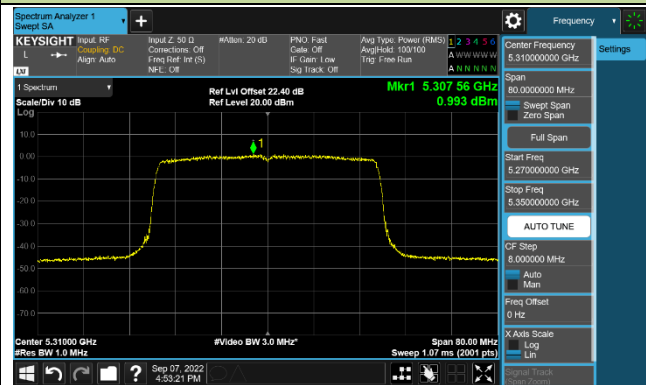 Spectrum Analyzer 1
Swept SA
Frequency
KEYSIGHT
Input: RF
Coupling: DC
Align: Auto
Input Z: 50 Ω
Corrections: Off
Freq Ref: Int (S)
NFE: Off
#Atten: 20 dB
PNO: Fast
Gate: Off
IF Gain: Low
Sig Track: Off
Avg Type: Power (RMS)
Avg|Hold: 100/100
Trig: Free Run
1 2 3 4 5 6
A W W W W W
A N N N N N
L
LXI
1 Spectrum
Scale/Div 10 dB
Log
Ref Lvl Offset 22.40 dB
Ref Level 20.00 dBm
Mkr1 5.307 56 GHz
0.993 dBm
1
10.0
0.00
-10.0
-20.0
-30.0
-40.0
-50.0
-60.0
-70.0
Center 5.31000 GHz
#Res BW 1.0 MHz
#Video BW 3.0 MHz*
Span 80.00 MHz
Sweep 1.07 ms (2001 pts)
Sep 07, 2022
4:53:21 PM
?
Center Frequency
5.310000000 GHz
Settings
Span
80.0000000 MHz
Swept Span
Zero Span
Full Span
Start Freq
5.270000000 GHz
Stop Freq
5.350000000 GHz
AUTO TUNE
CF Step
8.000000 MHz
Auto
Man
Freq Offset
0 Hz
X Axis Scale
Log
Lin
Signal Track
(Span Zoom)